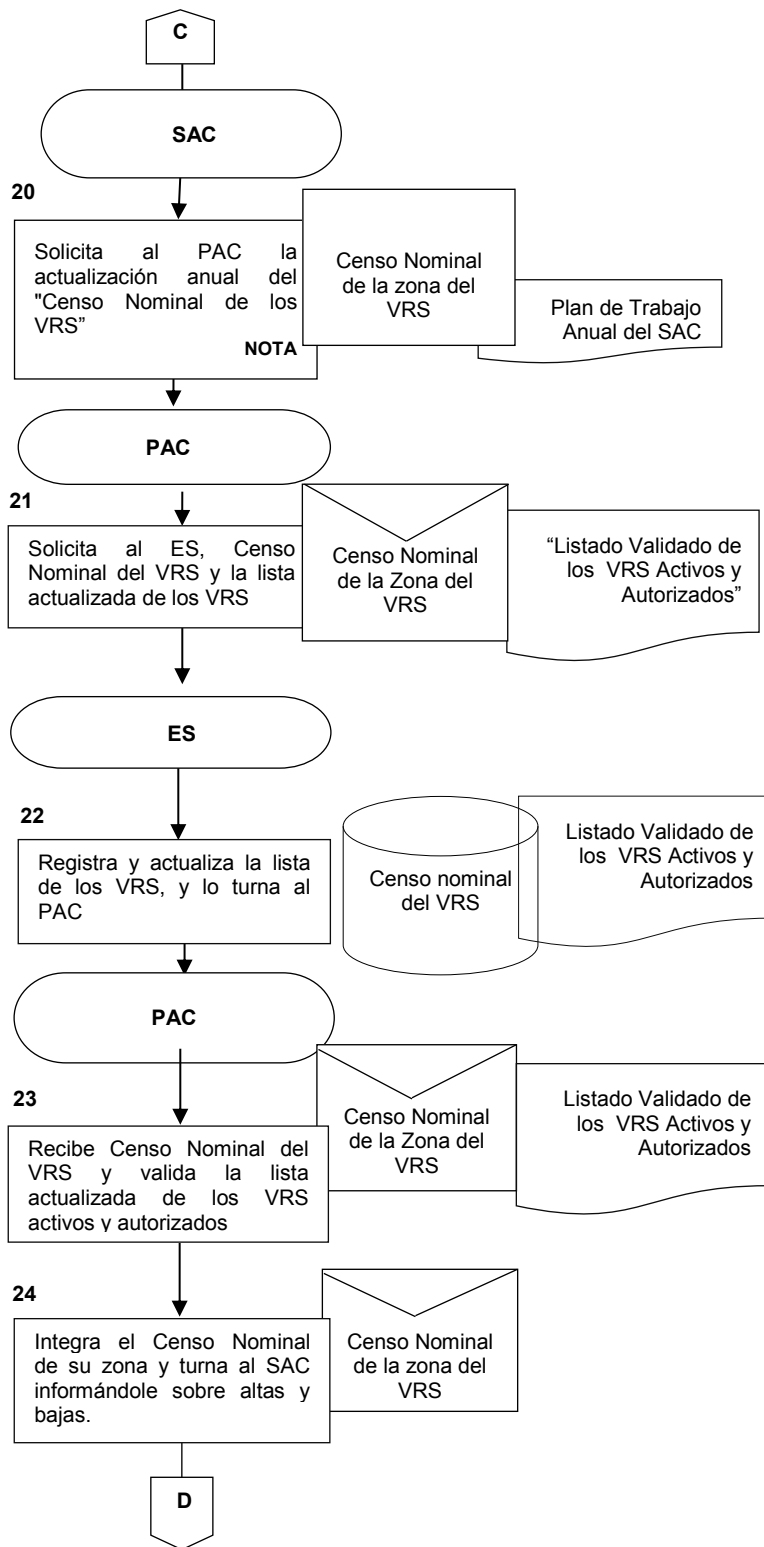 C
SAC
20
Solicita al PAC la
actualización anual del
"Censo Nominal de los
VRS”
NOTA
Censo Nominal
de la zona del
VRS
Plan de Trabajo
Anual del SAC
PAC
21
Solicita al ES, Censo
Nominal del VRS y la lista
actualizada de los VRS
Censo Nominal
de la Zona del
VRS
“Listado Validado de
los VRS Activos y
Autorizados”
ES
22
Registra y actualiza la lista
de los VRS, y lo turna al
PAC
Censo nominal
del VRS
Listado Validado de
los VRS Activos y
Autorizados
PAC
23
Recibe Censo Nominal del
VRS y valida la lista
actualizada de los VRS
activos y autorizados
Censo Nominal
de la Zona del
VRS
Listado Validado de
los VRS Activos y
Autorizados
24
Integra el Censo Nominal
de su zona y turna al SAC
informándole sobre altas y
bajas.
Censo Nominal
de la zona del
VRS
D